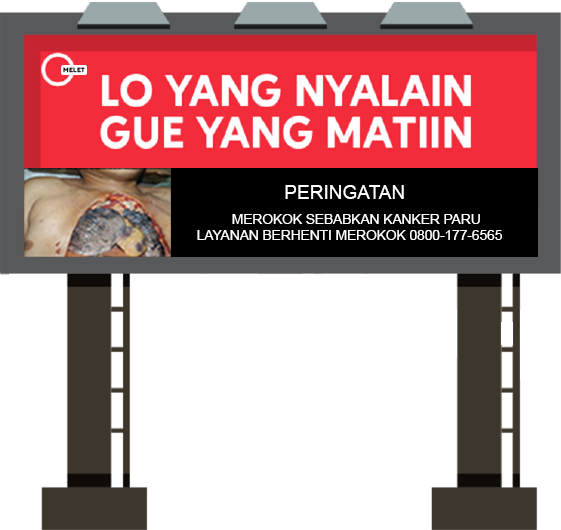 MELET
LO YANG NYALAIN
GUE YANG MATIIN
PERINGATAN
MEROKOK SEBABKAN KANKER PARU
LAYANAN BERHENTI MEROKOK 0800-177-6565